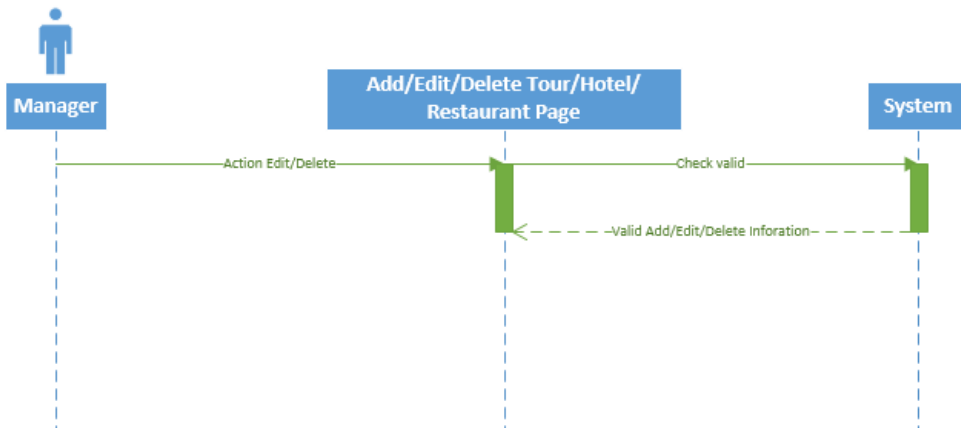 Manager
Add/Edit/Delete Tour/Hotel/
Restaurant Page
System
Action Edit/Delete
Check valid
Valid Add/Edit/Delete Inforation